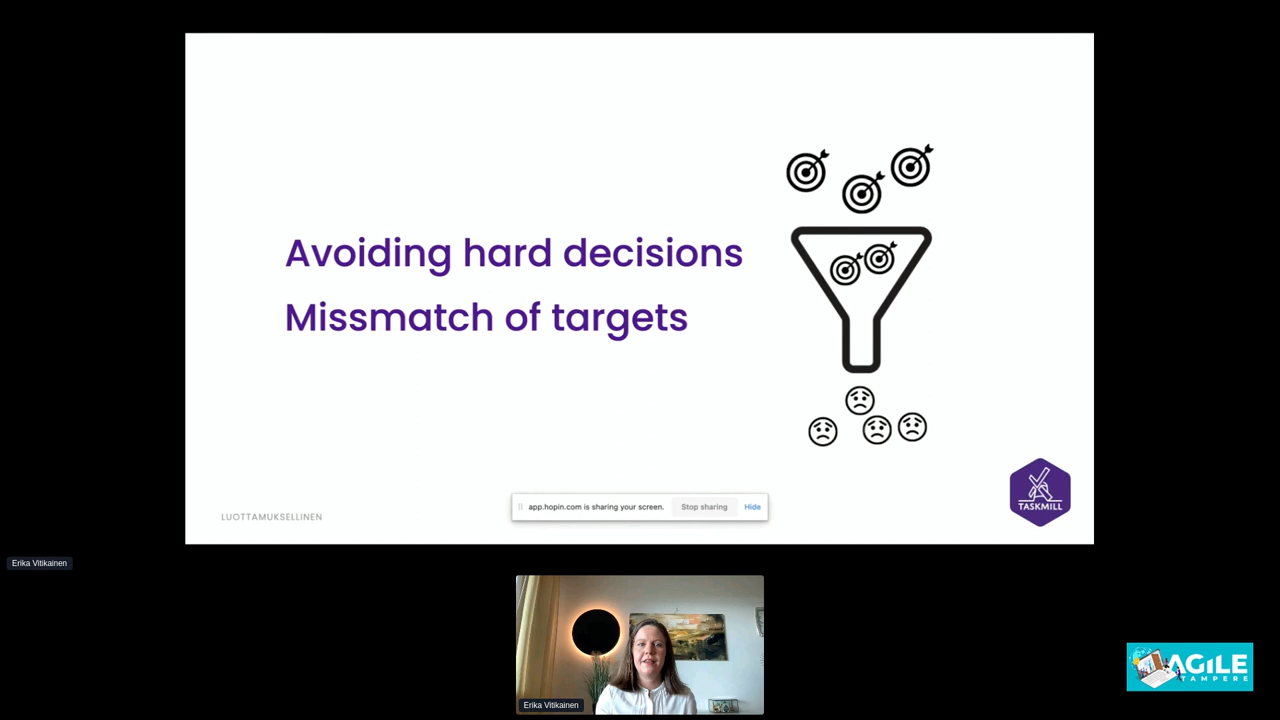 Avoiding hard decisions
Missmatch of targets
TASKMILL
LUOTTAMUKSELLINEN
app.hopin.com is sharing your screen. Stop sharing Hide
Erika Vitikainen
Erika Vitikainen
AGILE
TAMPERE